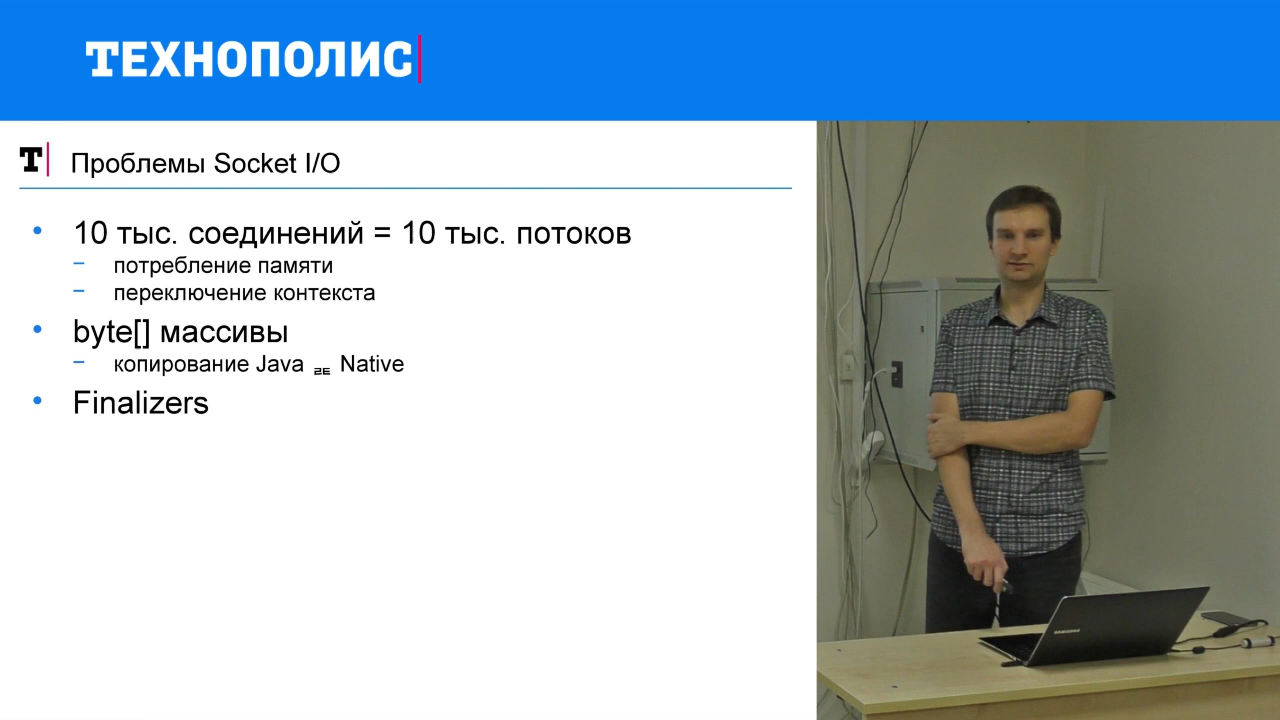 ТЕХНОПОЛИС
Т Проблемы Socket I/O
10 тыс. соединений = 10 тыс. потоков
потребление памяти
переключение контекста
byte[] массивы
копирование Java Native
Finalizers
SAMSUNG